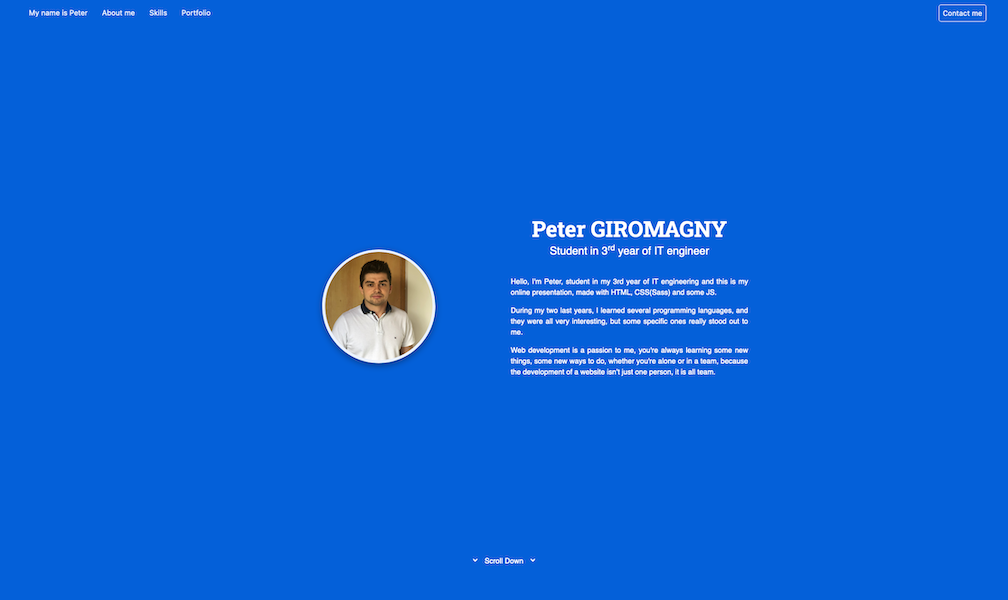 My name is Peter About me Skills Portfolio Contact me
Peter GIROMAGNY
Student in 3rd year of IT engineer
Hello, I'm Peter, student in my 3rd year of IT engineering and this is my
online presentation, made with HTML, CSS(Sass) and some JS.
During my two last years, I learned several programming languages, and
they were all very interesting, but some specific ones really stood out to
me.
Web development is a passion to me, you're always learning some new
things, some new ways to do, whether you're alone or in a team, because
the development of a website isn't just one person, it is all team.
Scroll Down